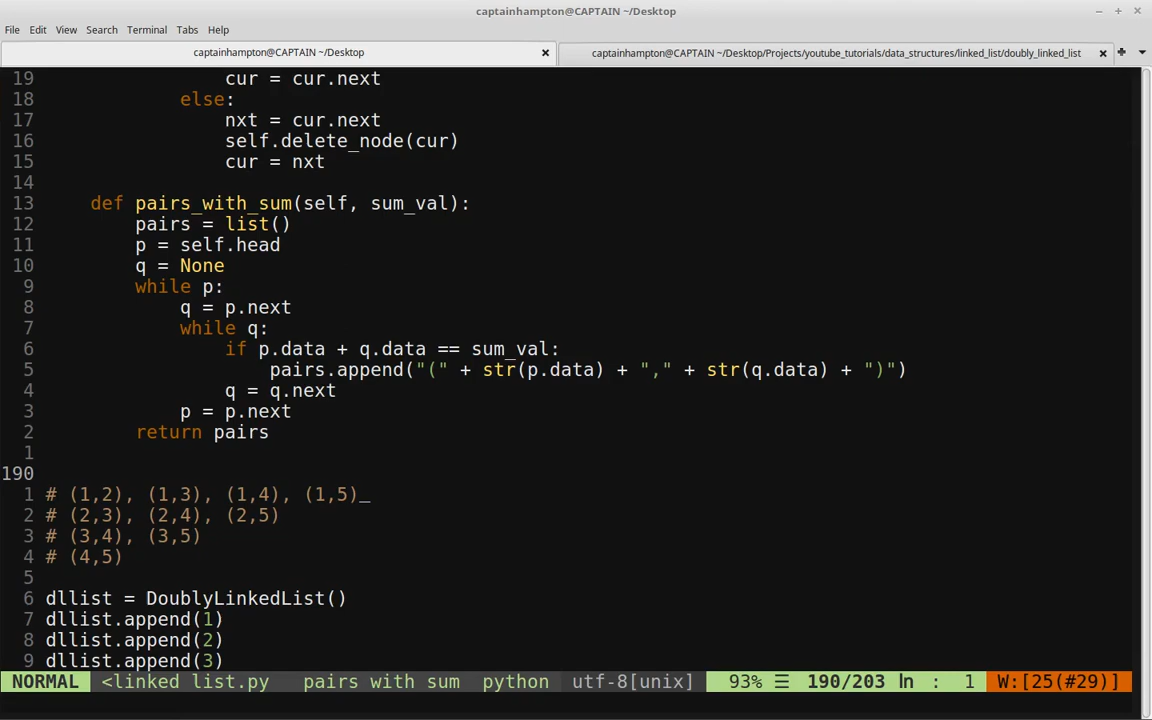 captainhampton@CAPTAIN ~/Desktop
File Edit View Search Terminal Tabs Help
captainhampton@CAPTAIN ~/Desktop captainhampton@CAPTAIN ~/Desktop/Projects/youtube_tutorials/data_structures/linked_list/doubly_linked_list
19 cur = cur.next
18 else:
17 nxt = cur.next
16 self.delete_node(cur)
15 cur = nxt
14
13 def pairs_with_sum(self, sum_val):
12 pairs = list()
11 p = self.head
10 q = None
9 while p:
8 q = p.next
7 while q:
6 if p.data + q.data == sum_val:
5 pairs.append("(" + str(p.data) + "," + str(q.data) + ")")
4 q = q.next
3 p = p.next
2 return pairs
1
190
1 # (1,2), (1,3), (1,4), (1,5)_
2 # (2,3), (2,4), (2,5)
3 # (3,4), (3,5)
4 # (4,5)
5
6 dllist = DoublyLinkedList()
7 dllist.append(1)
8 dllist.append(2)
9 dllist.append(3)
NORMAL <linked list.py pairs with sum python utf-8[unix] 93% ☰ 190/203 ln : 1 W:[25(#29)]